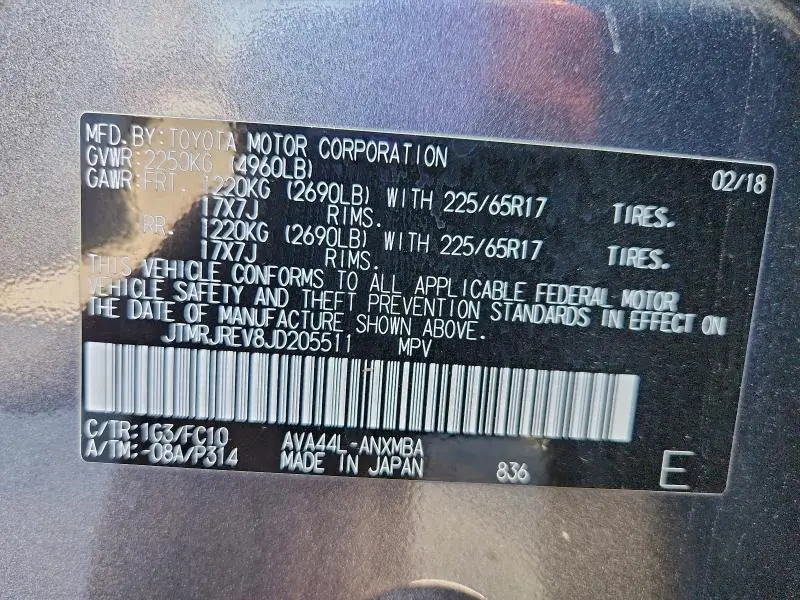 MFD. BY: TOYOTA MOTOR CORPORATION 02/18
GVWR: 2250KG (4960LB)
GAWR: FRT. 1220KG (2690LB) WITH 225/65R17 TIRES.
17X7J RIMS.
RR. 1220KG (2690LB) WITH 225/65R17 TIRES.
17X7J RIMS.
THIS VEHICLE CONFORMS TO ALL APPLICABLE FEDERAL MOTOR
VEHICLE SAFETY AND THEFT PREVENTION STANDARDS IN EFFECT ON
THE DATE OF MANUFACTURE SHOWN ABOVE.
JTMRJREV8JD205511 MPV
C/TR: 1G3/FC10 AVA44L-ANXMBA
A/TM: -08A/P314 MADE IN JAPAN 836 E